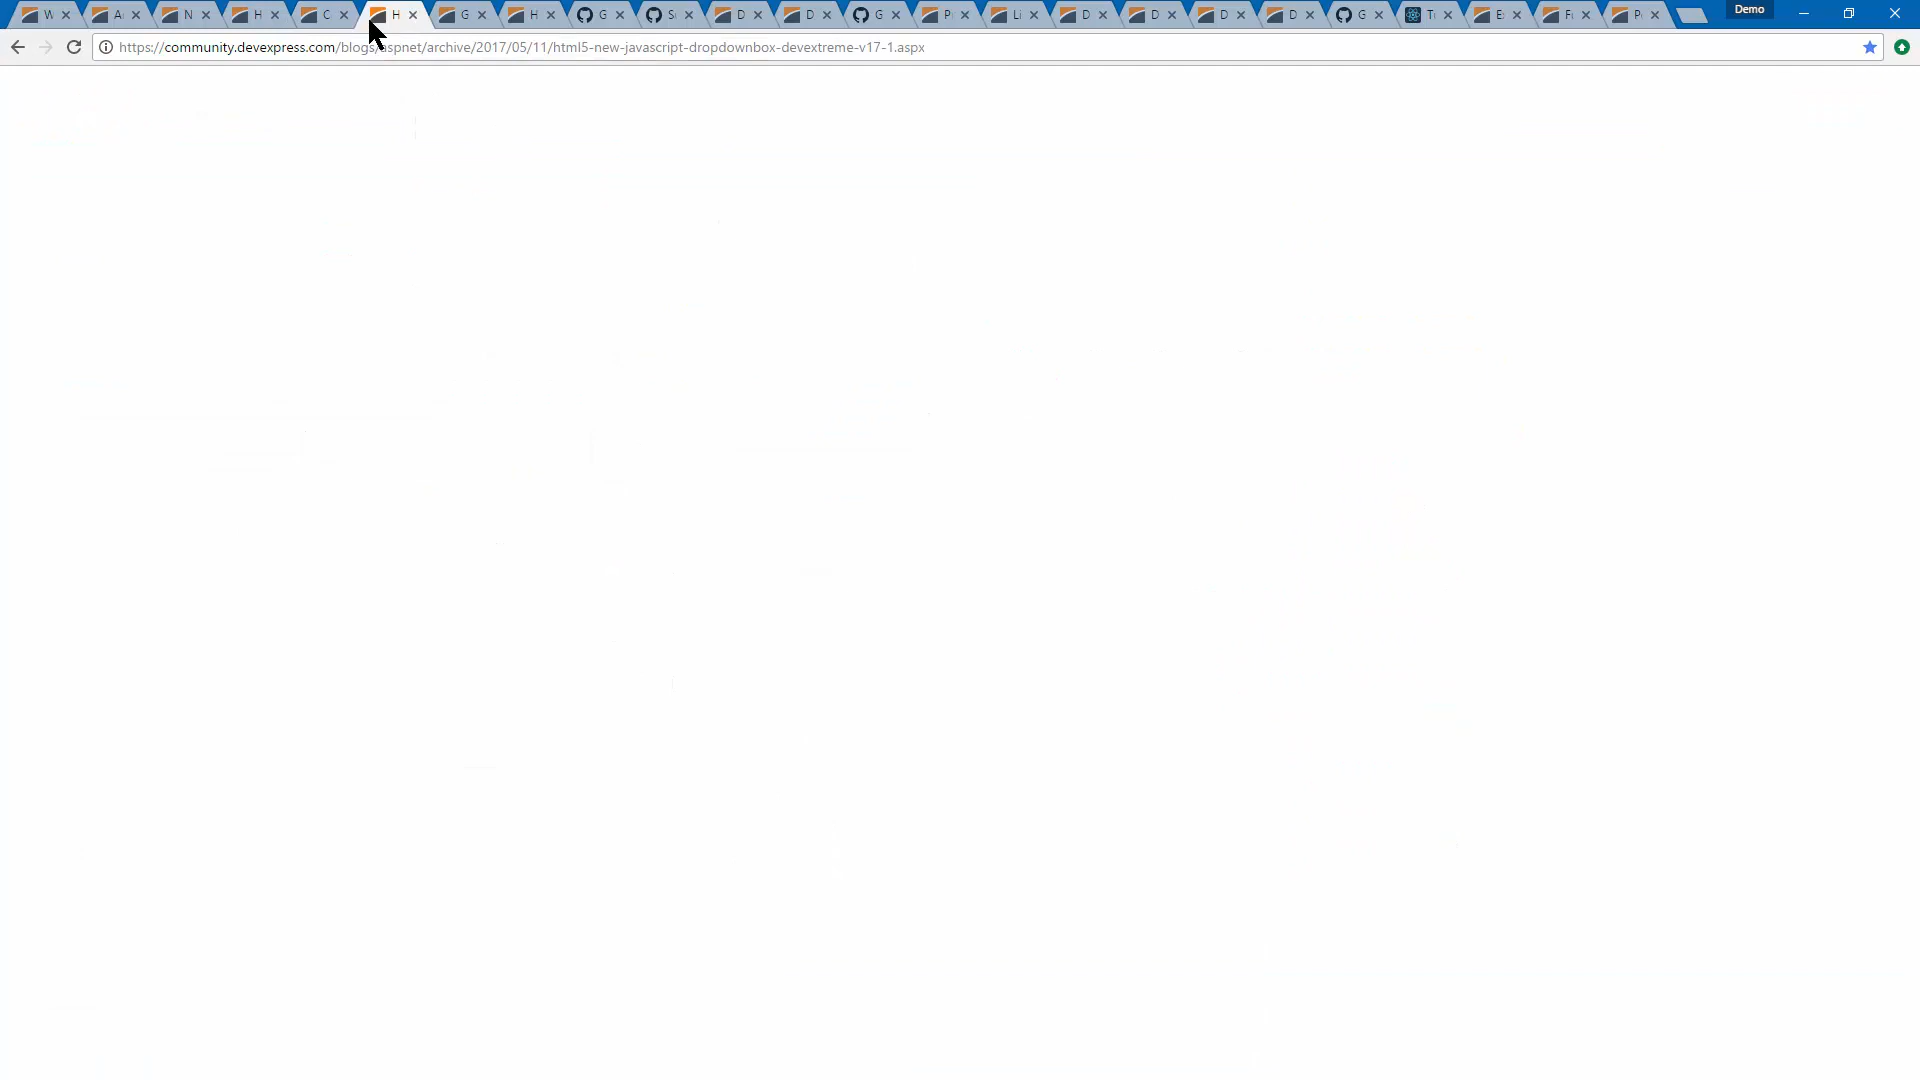 W A N H C H G H G S D D G P Li D D D D G T E F P Demo
https://community.devexpress.com/blogs/aspnet/archive/2017/05/11/html5-new-javascript-dropdownbox-devextreme-v17-1.aspx